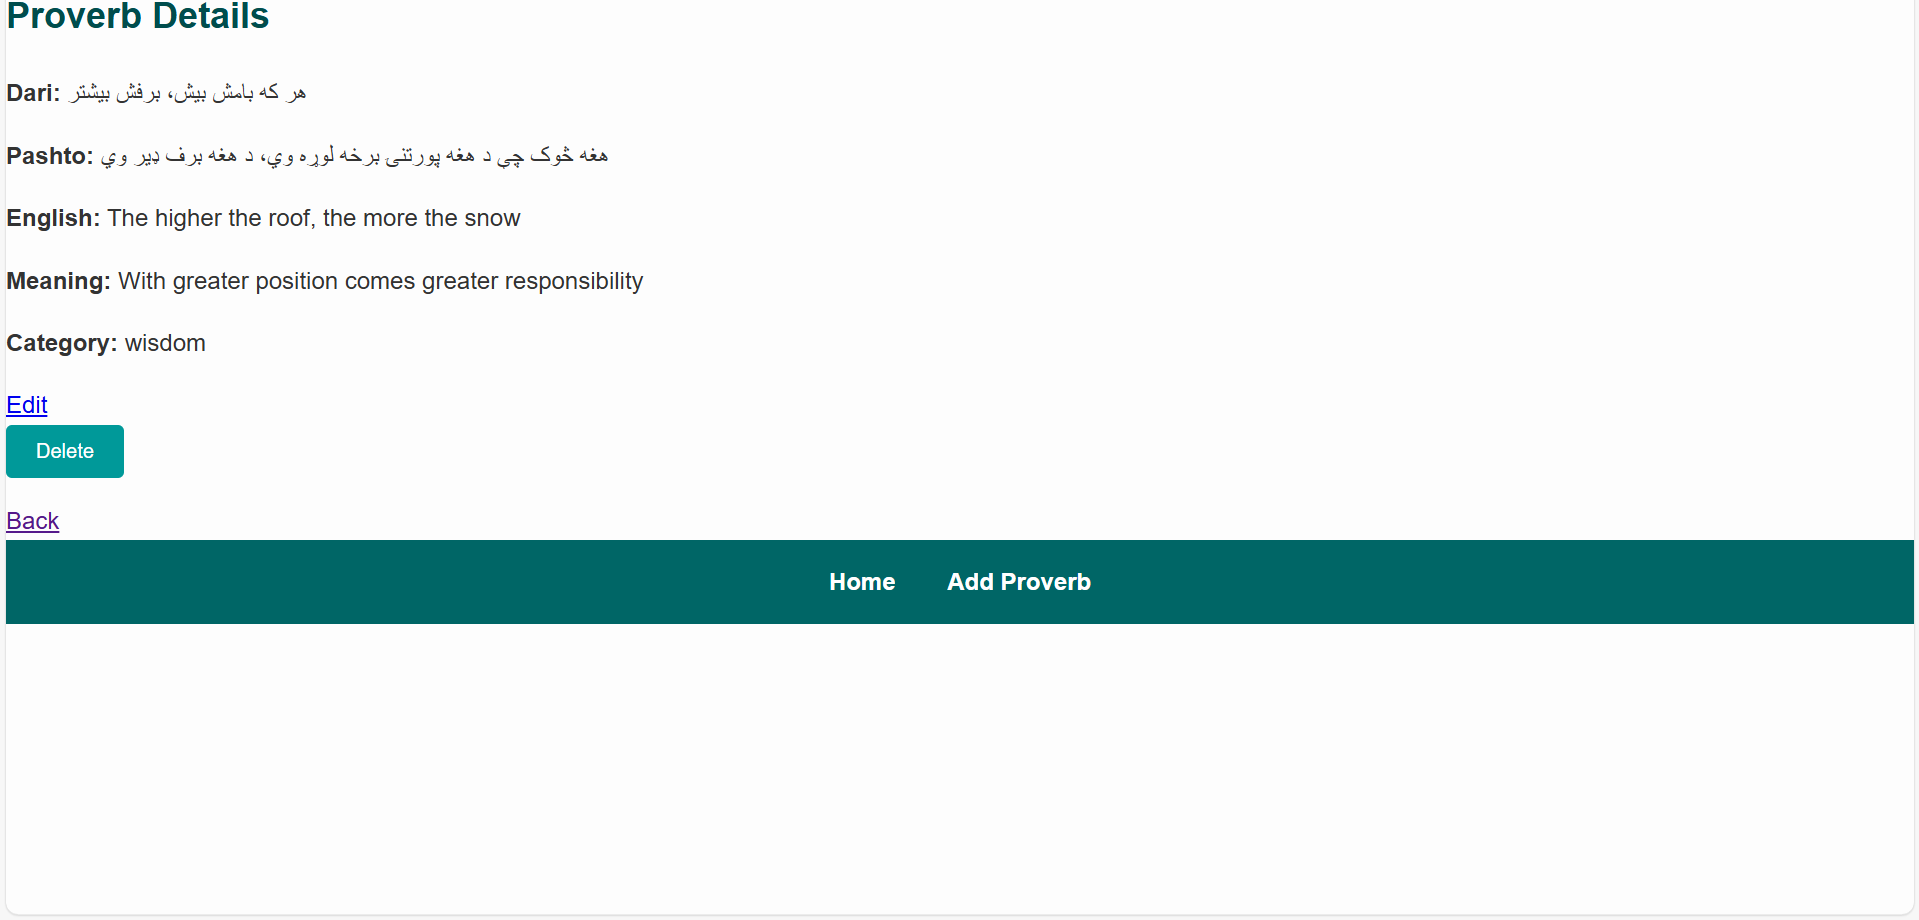 Proverb Details
Dari: هر که بامش بیش، برفش بیشتر
Pashto: هغه څوک چې د هغه پورتنۍ برخه لوړه وي، د هغه برف ډیر وي
English: The higher the roof, the more the snow
Meaning: With greater position comes greater responsibility
Category: wisdom
Edit
Delete
Back
Home Add Proverb